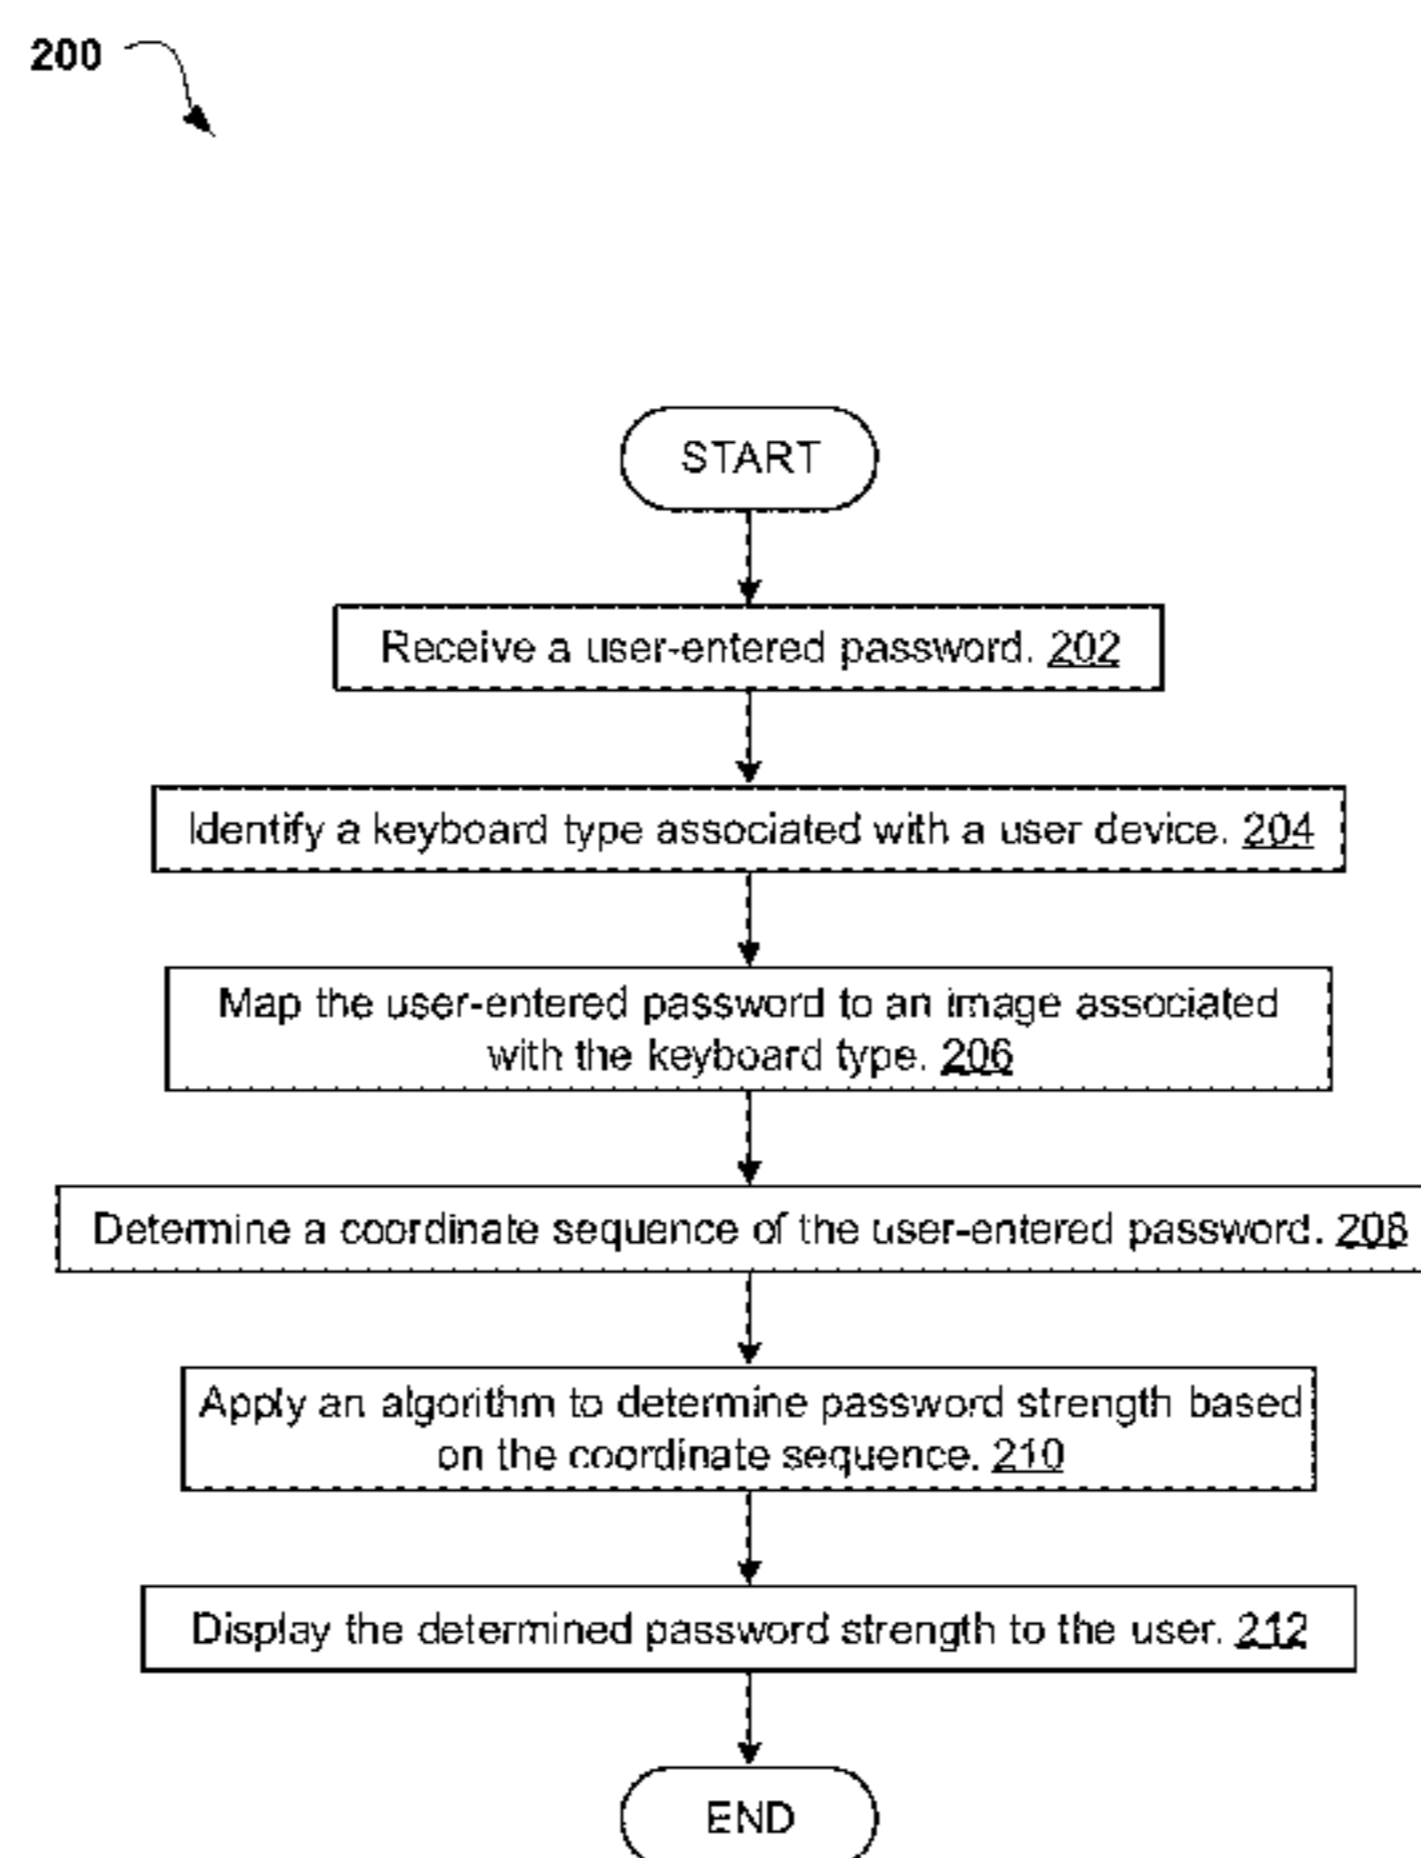 200
START
Receive a user-entered password. 202
Identify a keyboard type associated with a user device. 204
Map the user-entered password to an image associated
with the keyboard type. 206
Determine a coordinate sequence of the user-entered password. 208
Apply an algorithm to determine password strength based
on the coordinate sequence. 210
Display the determined password strength to the user. 212
END